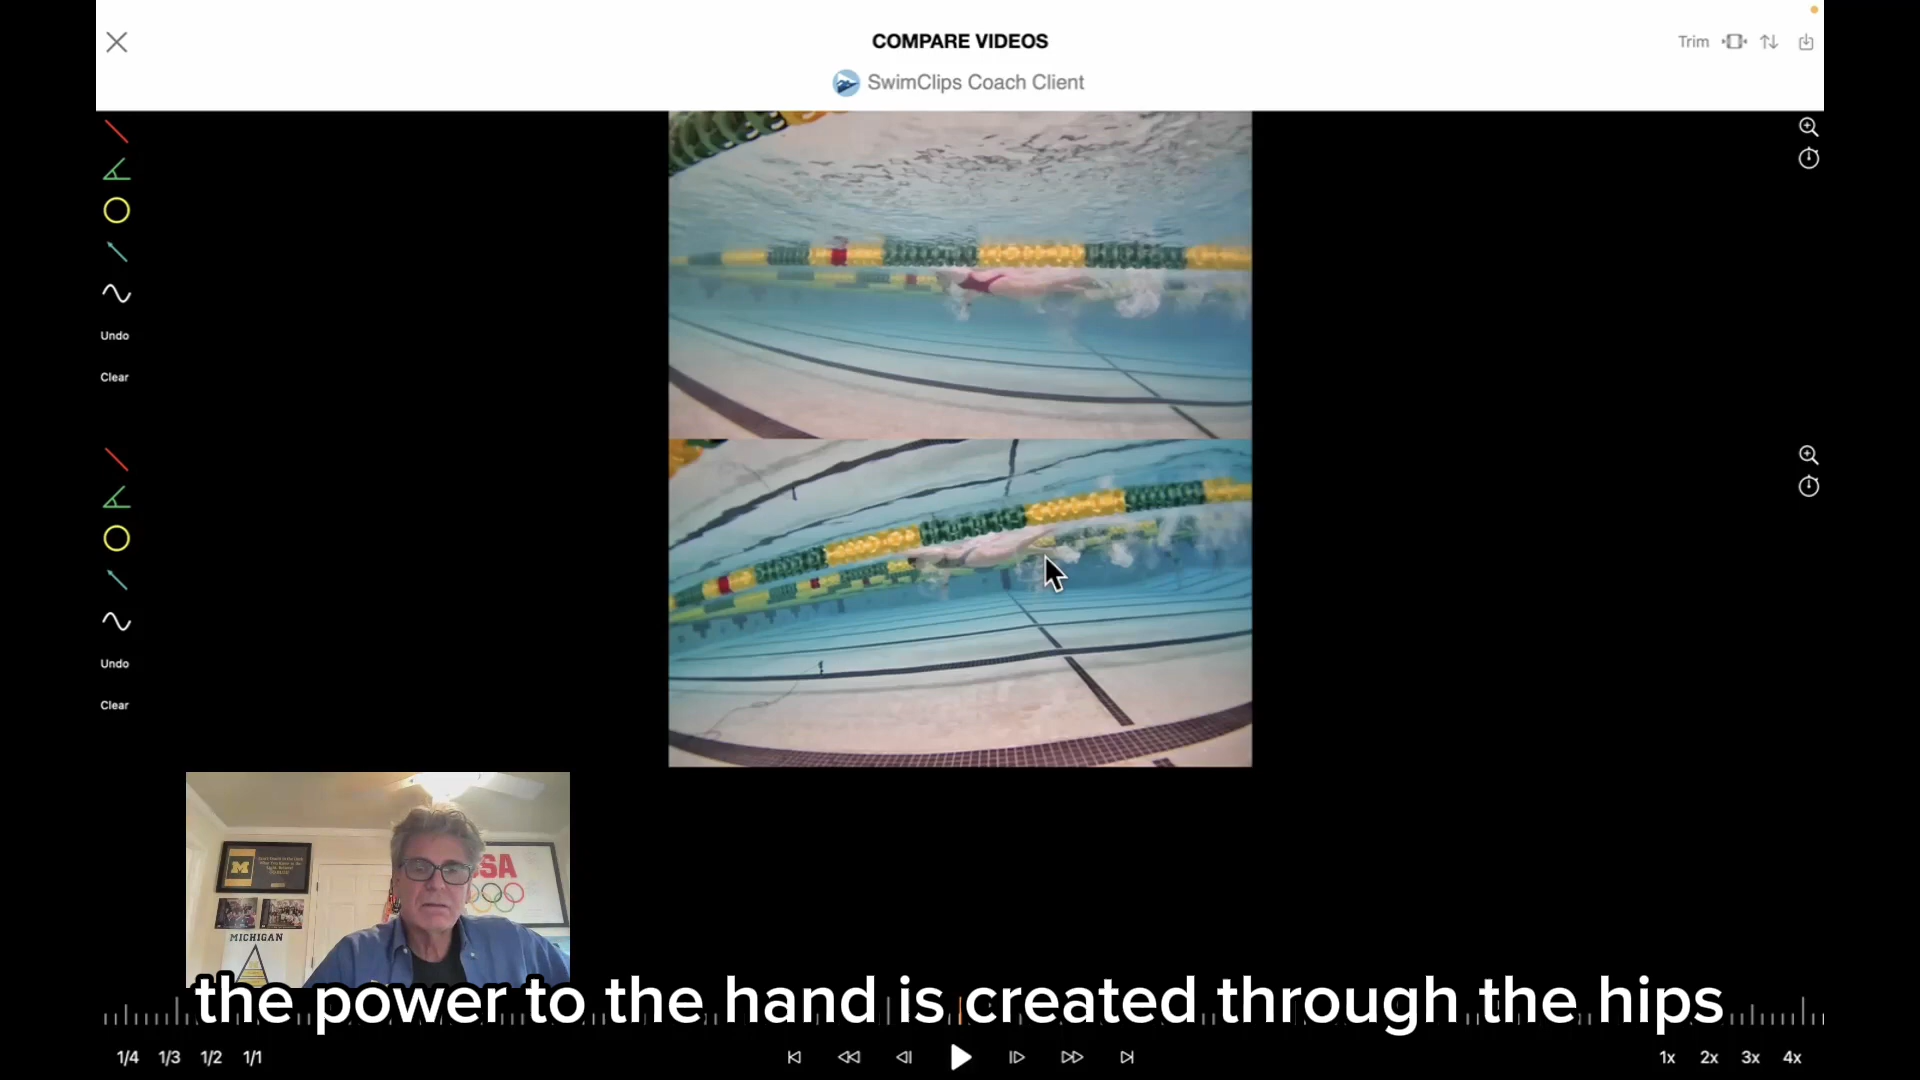 COMPARE VIDEOS
Trim
SwimClips Coach Client
Undo
Clear
Undo
Clear
M
SA
MICHIGAN
the power to the hand is created through the hips
1/4 1/3 1/2 1/1
1x 2x 3x 4x